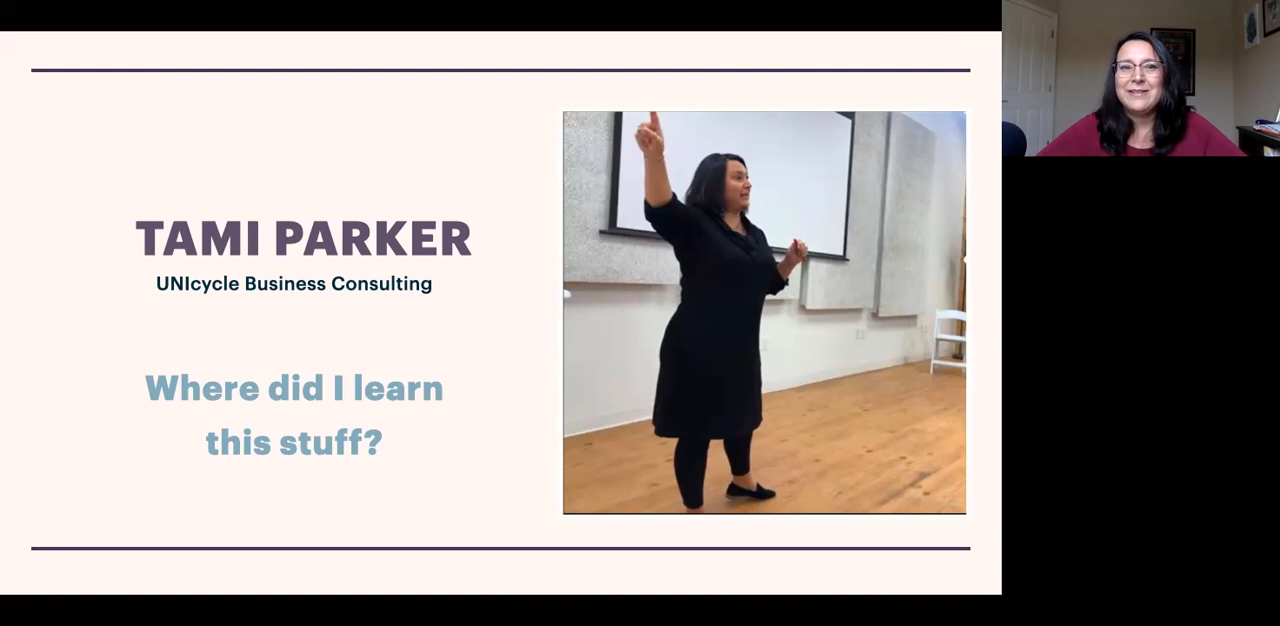 TAMI PARKER
UNIcycle Business Consulting
Where did I learn
this stuff?